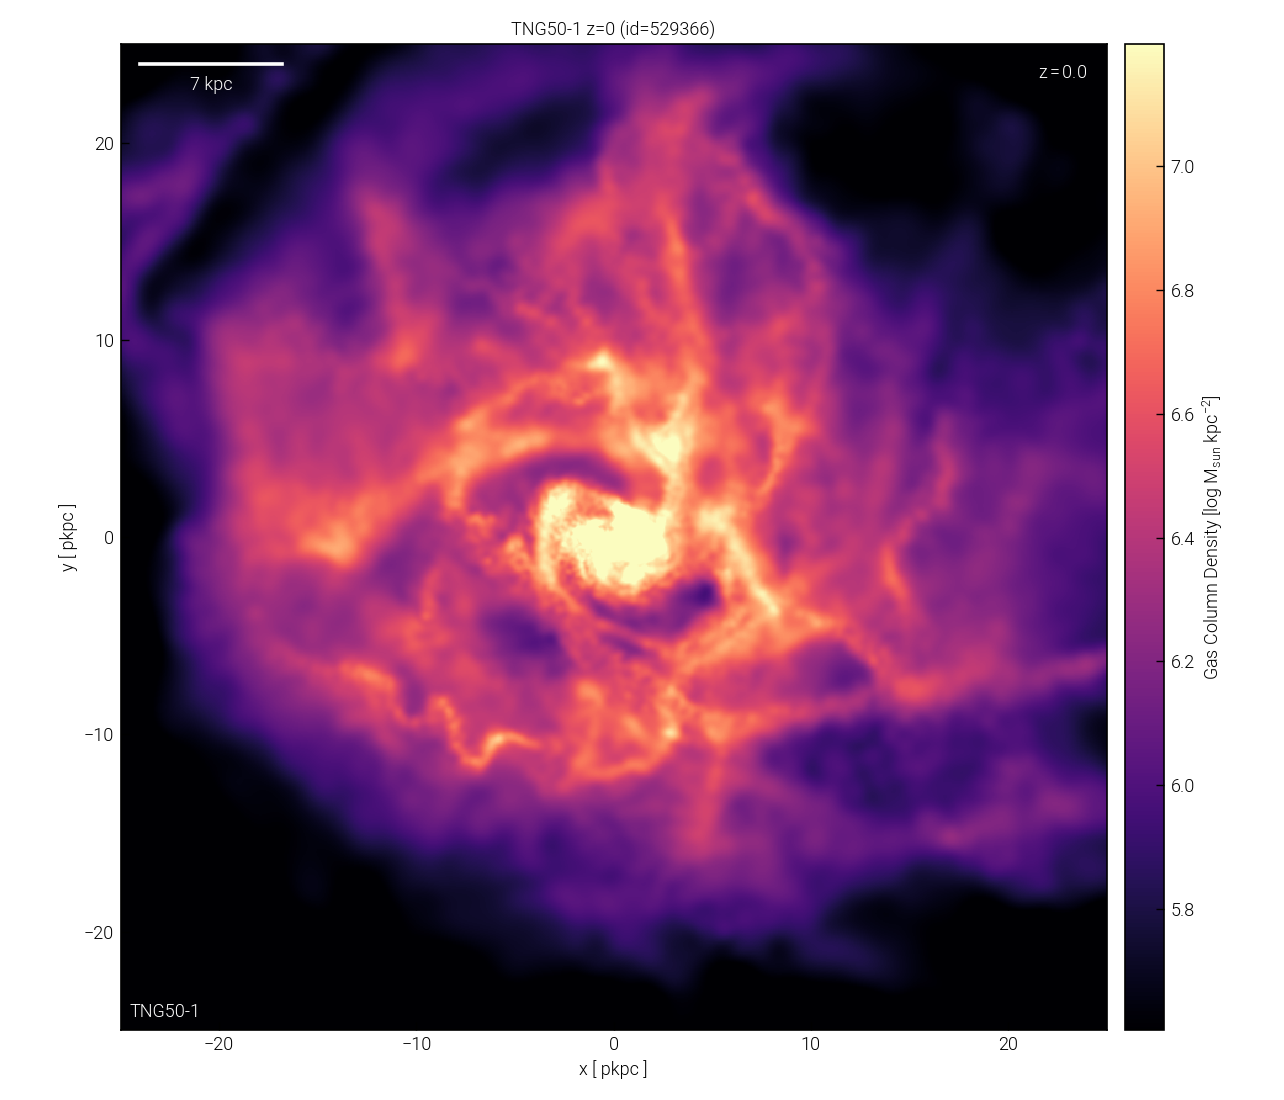 TNG50-1 z=0 (id=529366)
7 kpc
z=0.0
20
10
0
−10
−20
y [ pkpc ]
TNG50-1
−20 −10 0 10 20
x [ pkpc ]
7.0
6.8
6.6
6.4
6.2
6.0
5.8
Gas Column Density [log Msun kpc−2]